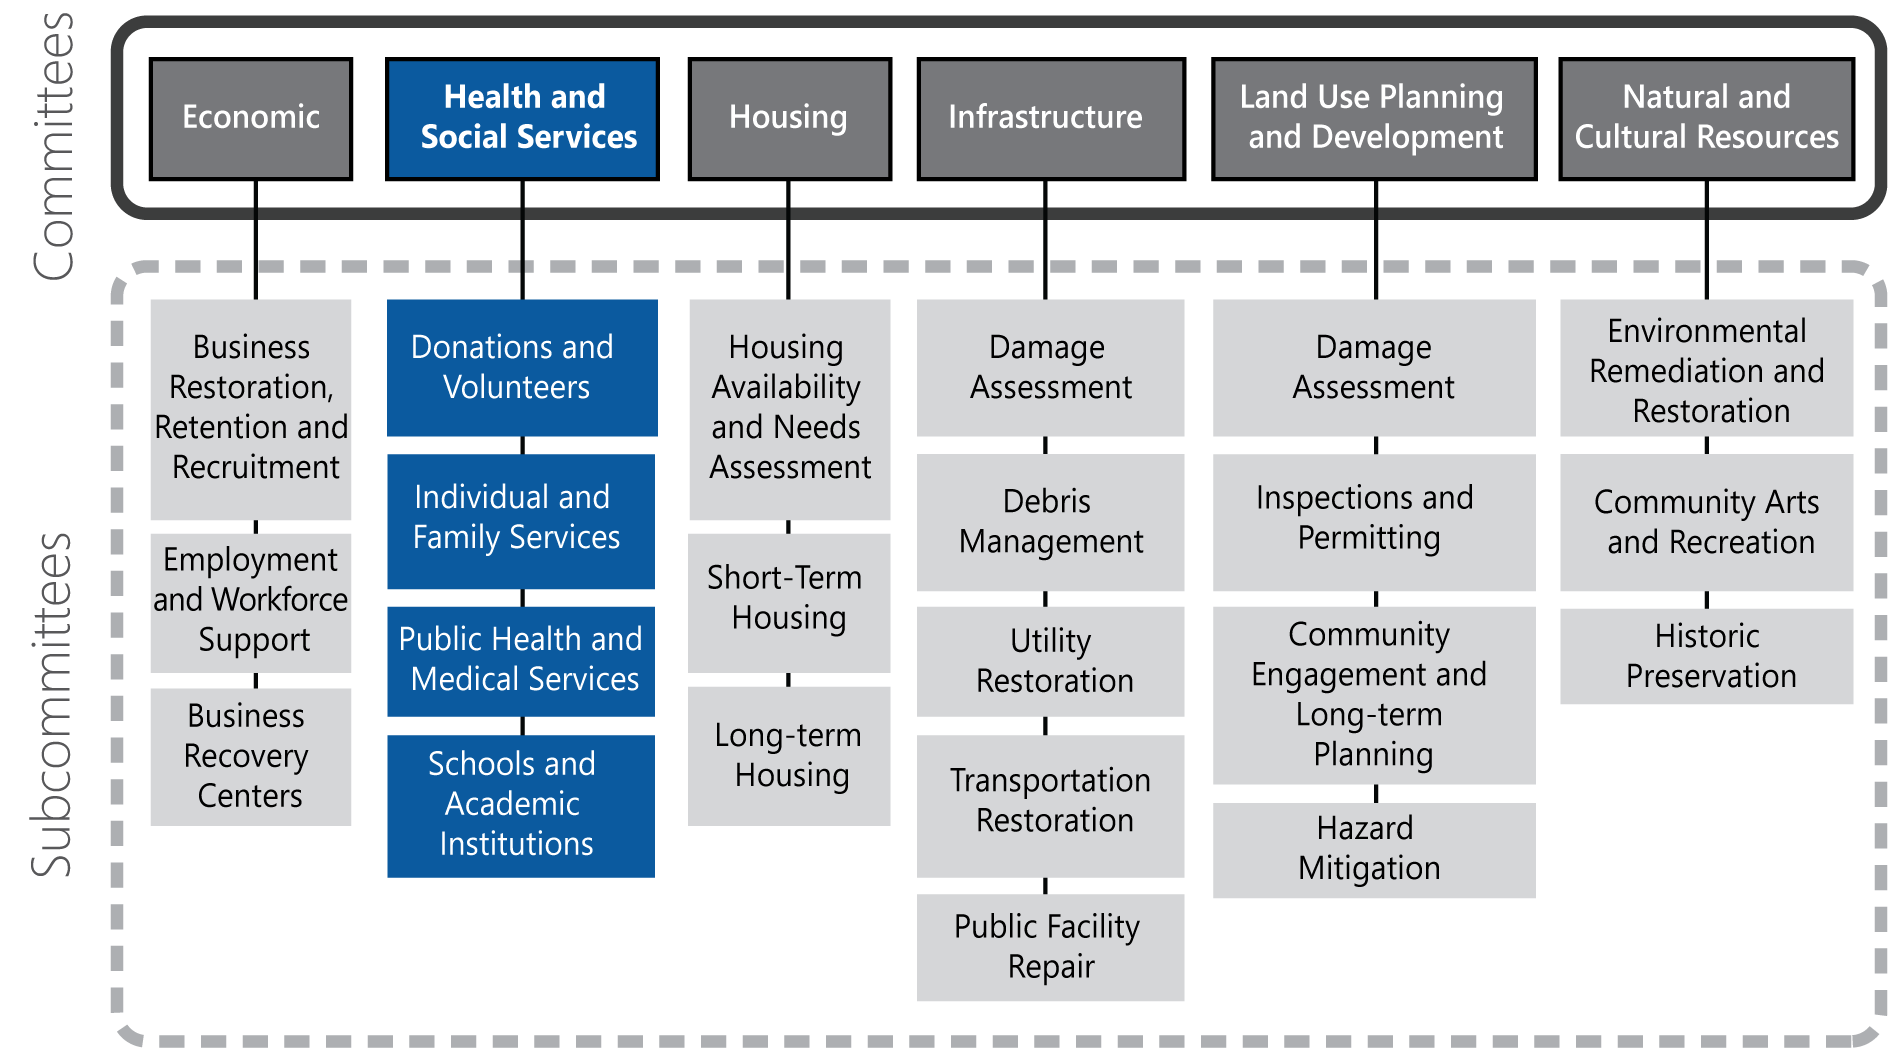 Committees
Economic
Health and
Social Services
Housing
Infrastructure
Land Use Planning
and Development
Natural and
Cultural Resources
Subcommittees
Business
Restoration,
Retention and
Recruitment
Employment
and Workforce
Support
Business
Recovery
Centers
Donations and
Volunteers
Individual and
Family Services
Public Health and
Medical Services
Schools and
Academic
Institutions
Housing
Availability
and Needs
Assessment
Short-Term
Housing
Long-term
Housing
Damage
Assessment
Debris
Management
Utility
Restoration
Transportation
Restoration
Public Facility
Repair
Damage
Assessment
Inspections and
Permitting
Community
Engagement and
Long-term
Planning
Hazard
Mitigation
Environmental
Remediation and
Restoration
Community Arts
and Recreation
Historic
Preservation